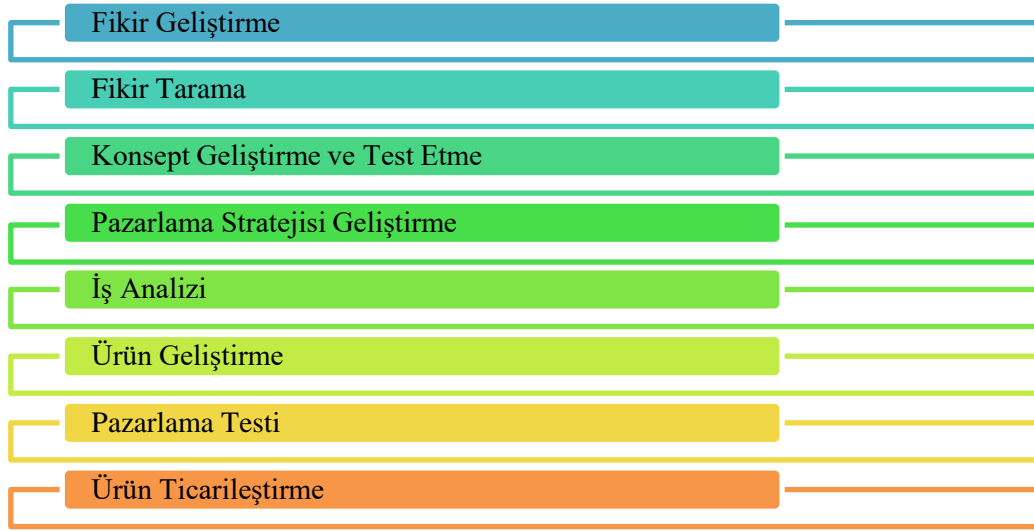 Fikir Geliştirme
Fikir Tarama
Konsept Geliştirme ve Test Etme
Pazarlama Stratejisi Geliştirme
İş Analizi
Ürün Geliştirme
Pazarlama Testi
Ürün Ticarileştirme